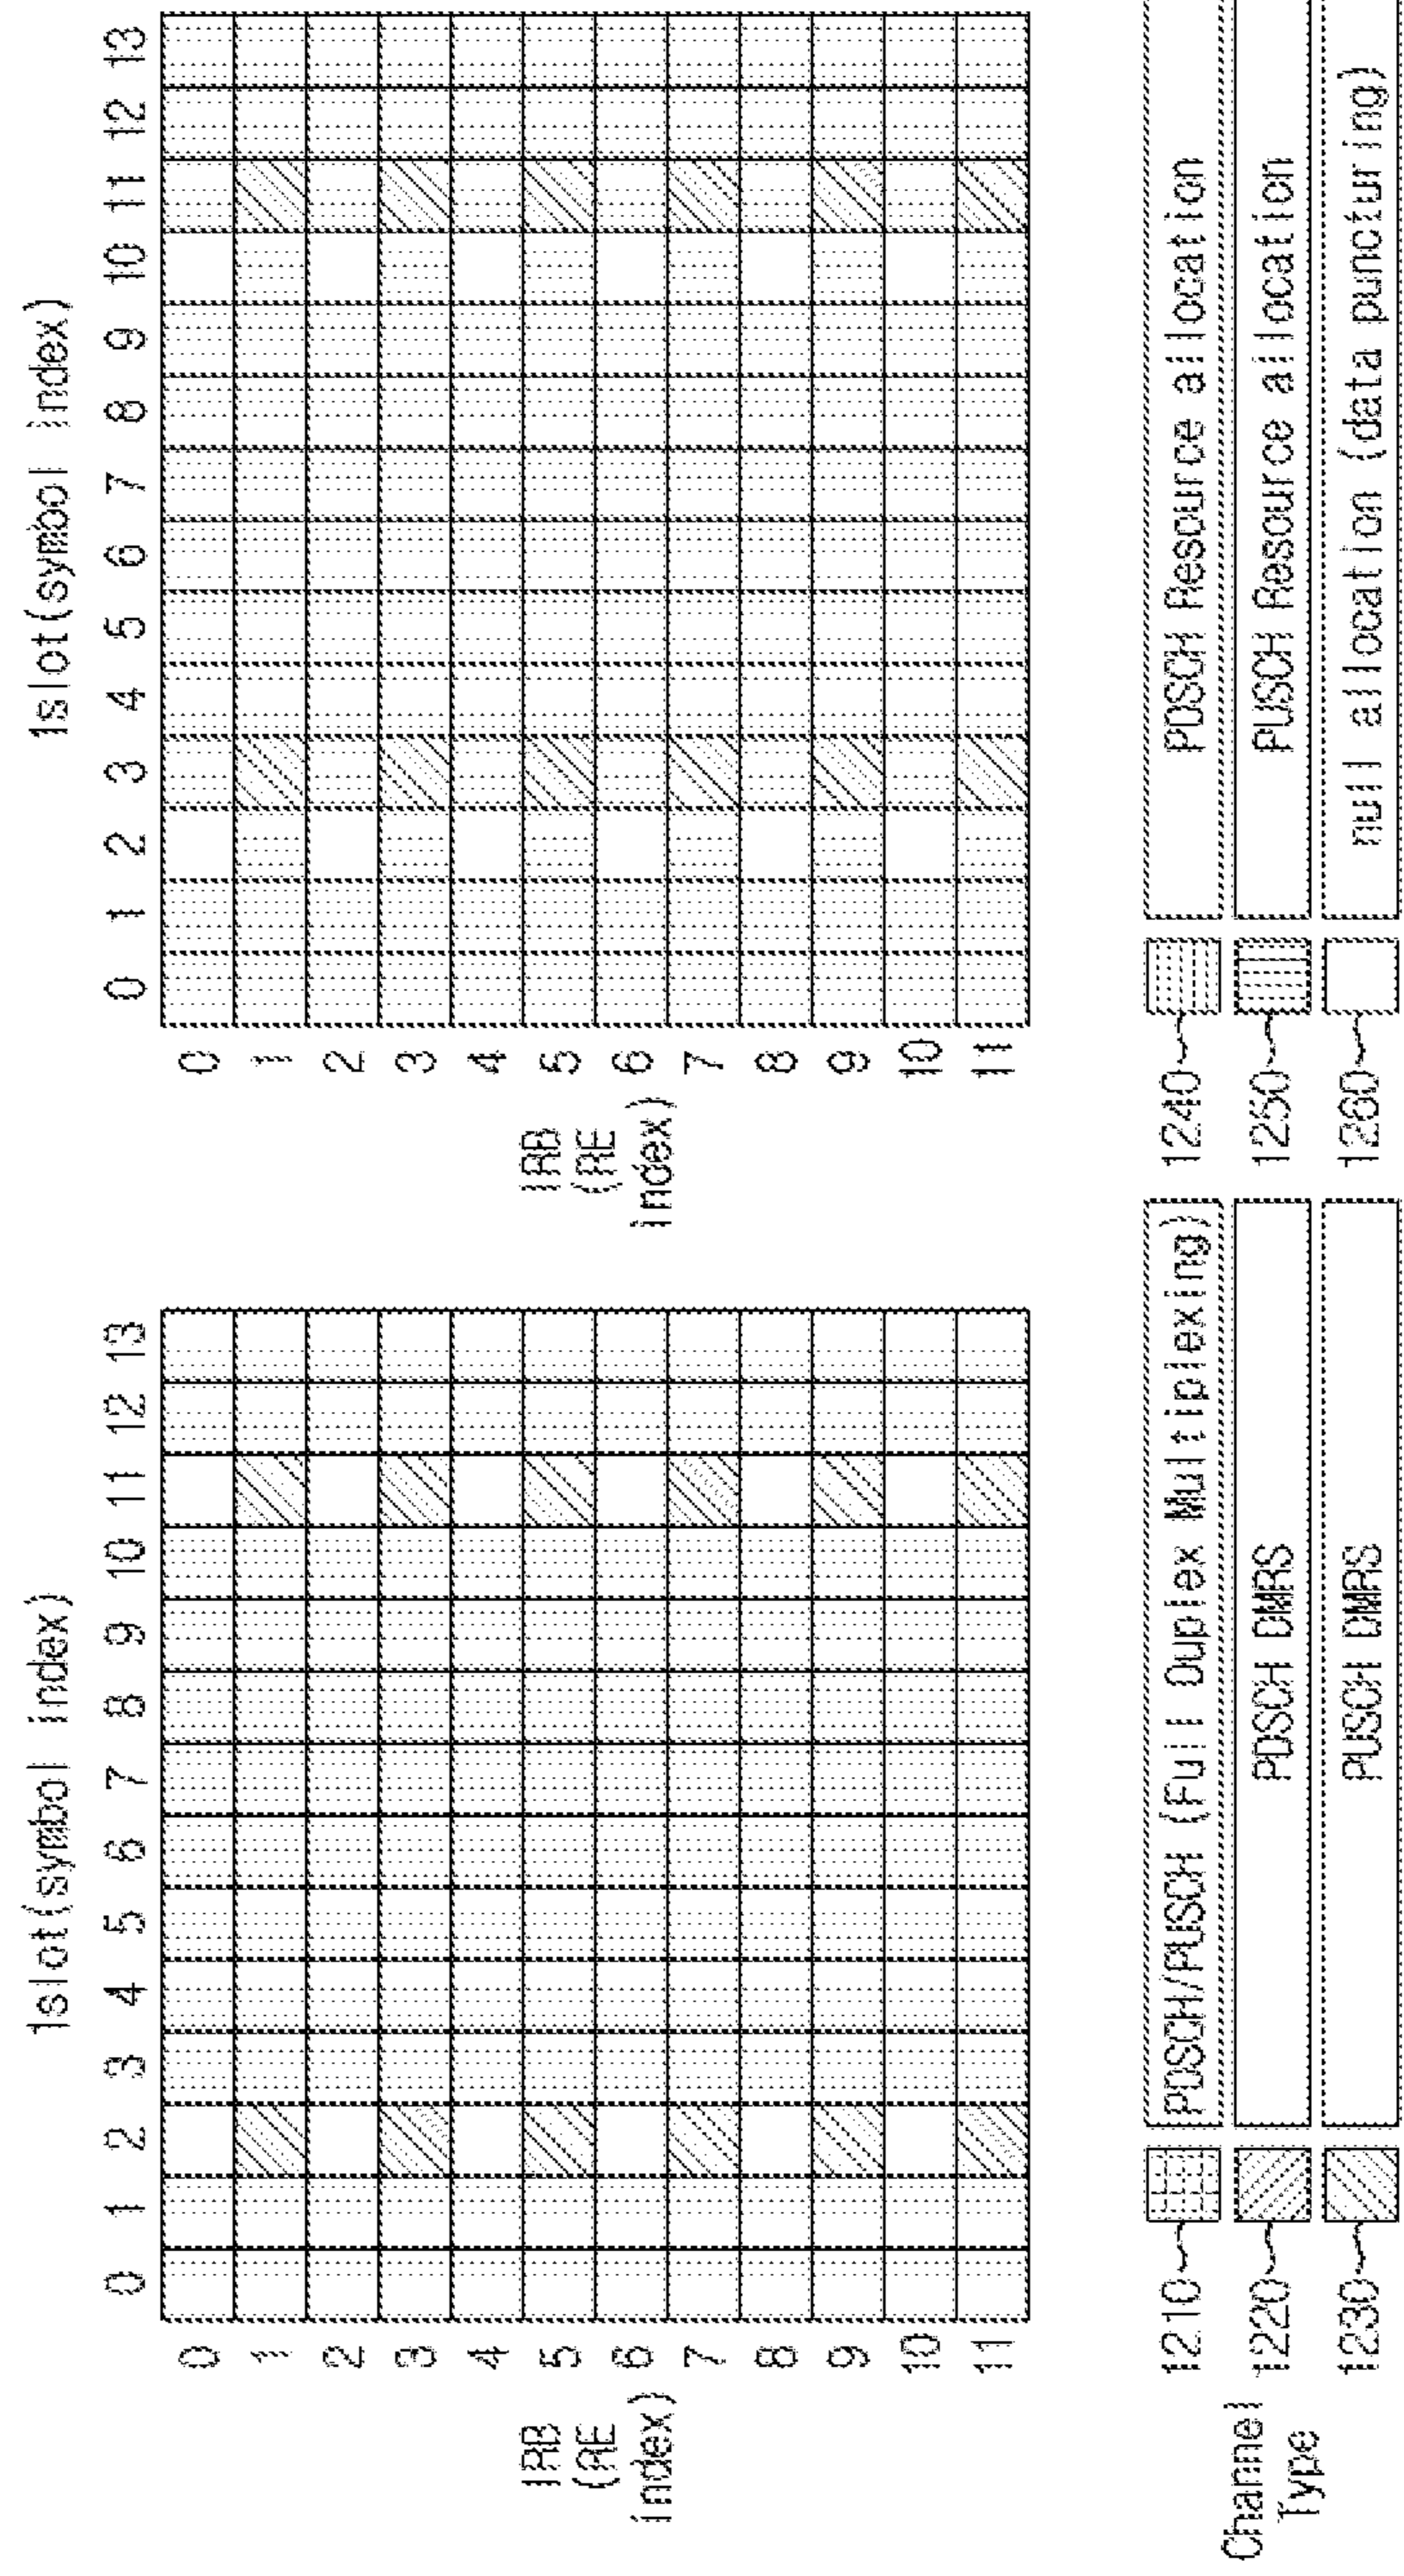 1slot(symbol index)
0 1 2 3 4 5 6 7 8 9 10 11 12 13
0
1
2
3
4
5
6
7
8
9
10
11
1RB
(RE
index)
1slot(symbol index)
0 1 2 3 4 5 6 7 8 9 10 11 12 13
0
1
2
3
4
5
6
7
8
9
10
11
1RB
(RE
index)
Channel
Type
1210 PDSCH/PUSCH (Full Duplex Multiplexing)
1220 PDSCH DMRS
1230 PUSCH DMRS
1240 PDSCH Resource allocation
1250 PUSCH Resource allocation
1260 null allocation (data puncturing)